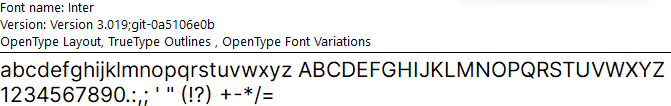 Font name: Inter
Version: Version 3.019;git-0a5106e0b
OpenType Layout, TrueType Outlines , OpenType Font Variations
abcdefghijklmnopqrstuvwxyz ABCDEFGHIJKLMNOPQRSTUVWXYZ
1234567890.:,; ' " (!?) +-*/=